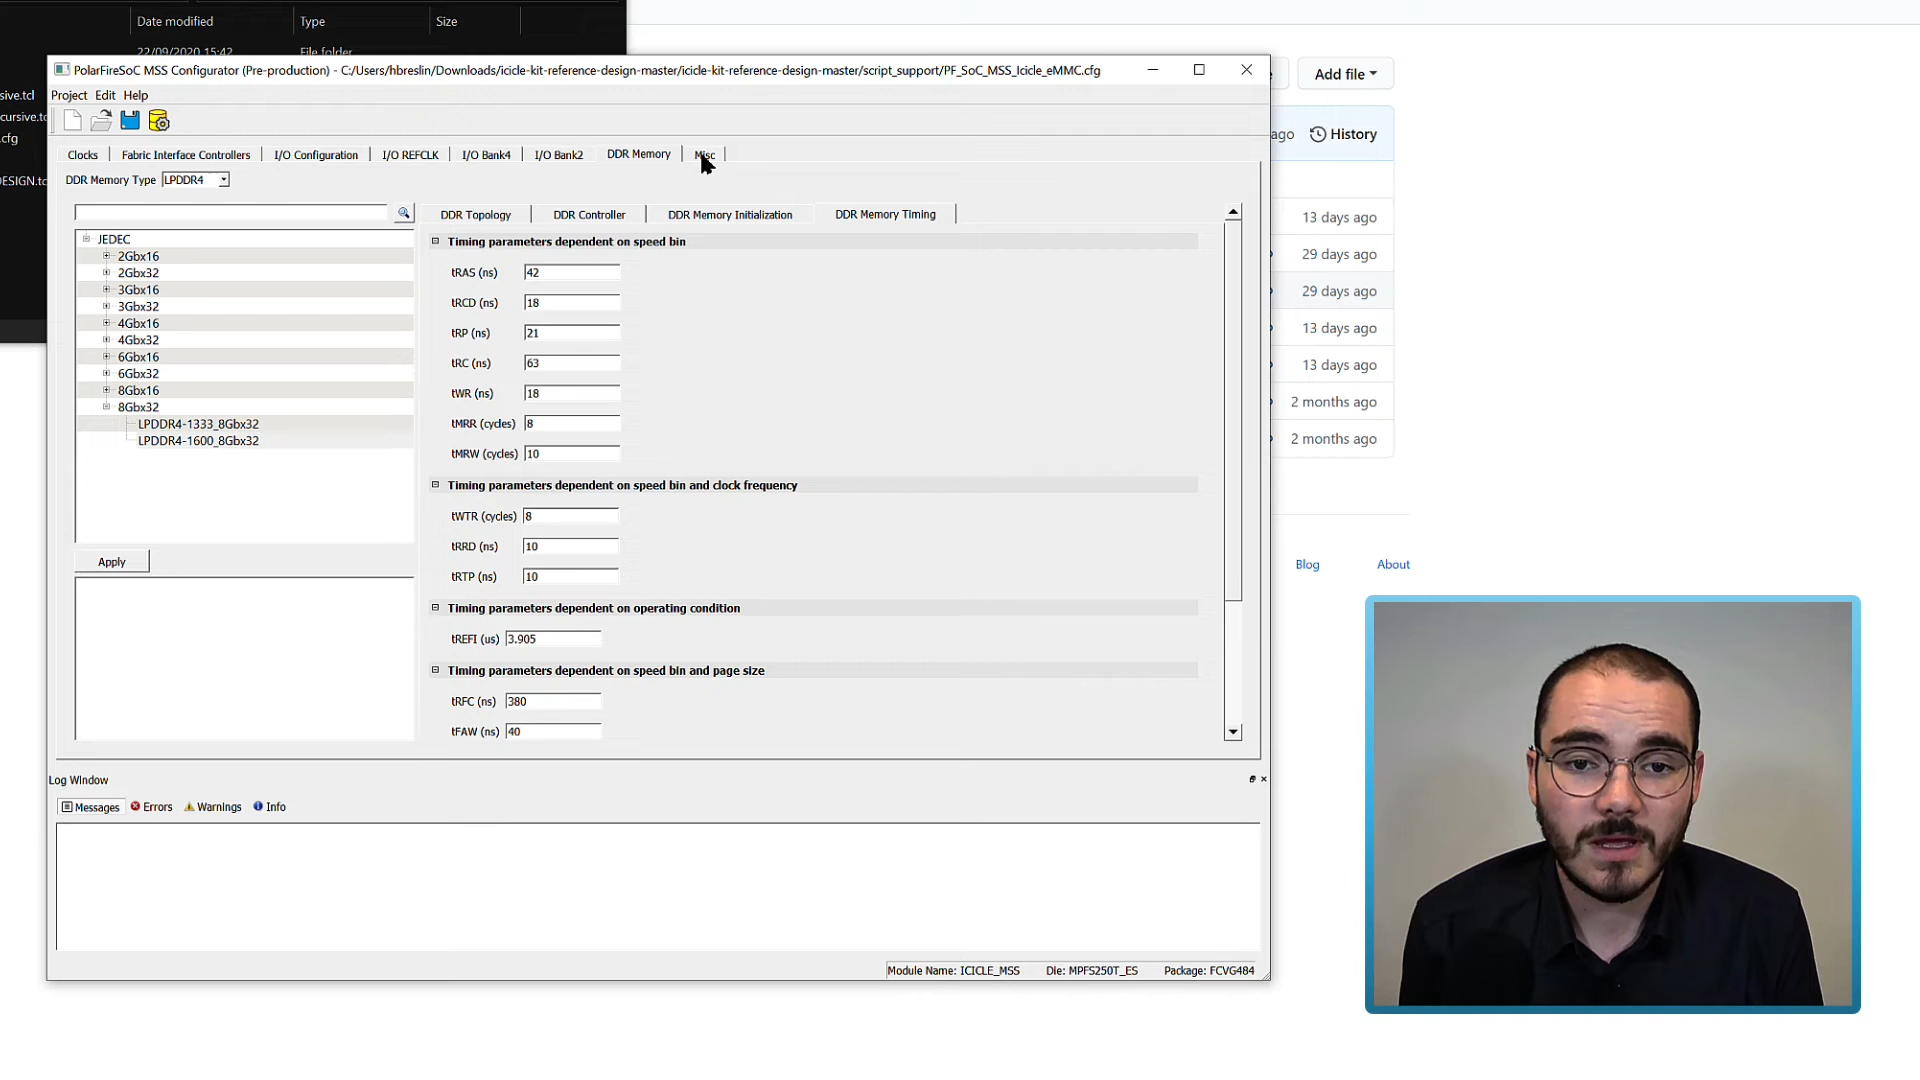 Date modified
Type
Size
22/09/2020 15:42
File folder
PolarFireSoC MSS Configurator (Pre-production) - C:/Users/hbreslin/Downloads/icicle-kit-reference-design-master/icicle-kit-reference-design-master/script_support/PF_SoC_MSS_Icicle_eMMC.cfg
Add file
Project Edit Help
sive.tcl
cursive.tc
.cfg
ESIGN.tc
ago
History
Clocks
Fabric Interface Controllers
I/O Configuration
I/O REFCLK
I/O Bank4
I/O Bank2
DDR Memory
Misc
DDR Memory Type LPDDR4
DDR Topology
DDR Controller
DDR Memory Initialization
DDR Memory Timing
JEDEC
2Gbx16
2Gbx32
3Gbx16
3Gbx32
4Gbx16
4Gbx32
6Gbx16
6Gbx32
8Gbx16
8Gbx32
LPDDR4-1333_8Gbx32
LPDDR4-1600_8Gbx32
Apply
Timing parameters dependent on speed bin
tRAS (ns) 42
tRCD (ns) 18
tRP (ns) 21
tRC (ns) 63
tWR (ns) 18
tMRR (cycles) 8
tMRW (cycles) 10
Timing parameters dependent on speed bin and clock frequency
tWTR (cycles) 8
tRRD (ns) 10
tRTP (ns) 10
Timing parameters dependent on operating condition
tREFI (us) 3.905
Timing parameters dependent on speed bin and page size
tRFC (ns) 380
tFAW (ns) 40
13 days ago
29 days ago
29 days ago
13 days ago
13 days ago
2 months ago
2 months ago
Blog
About
Log Window
Messages Errors Warnings Info
Module Name: ICICLE_MSS Die: MPFS250T_ES Package: FCVG484